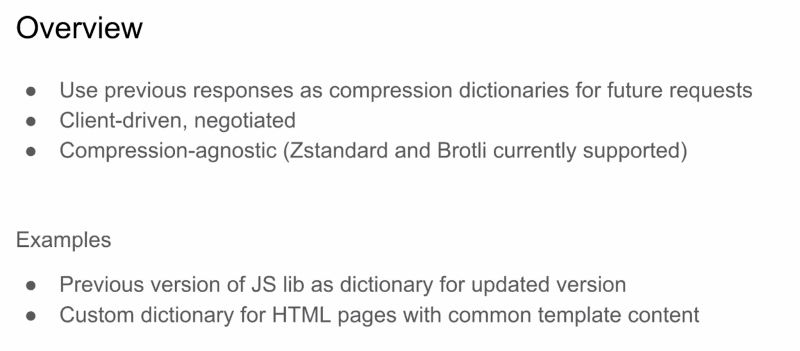 Overview
● Use previous responses as compression dictionaries for future requests
● Client-driven, negotiated
● Compression-agnostic (Zstandard and Brotli currently supported)
Examples
● Previous version of JS lib as dictionary for updated version
● Custom dictionary for HTML pages with common template content